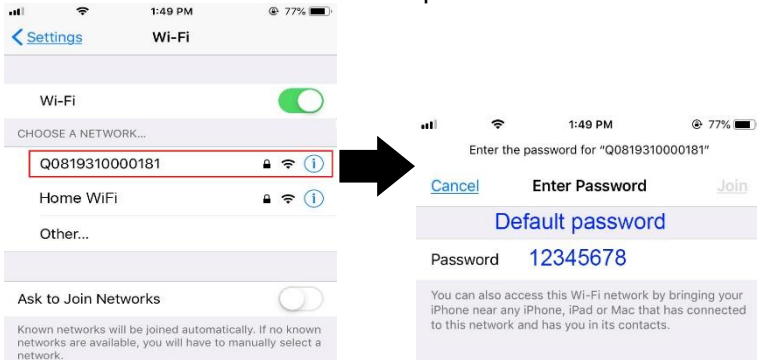 1:49 PM
77%
Settings
Wi-Fi
Wi-Fi
CHOOSE A NETWORK...
Q0819310000181
Home WiFi
Other...
Ask to Join Networks
Known networks will be joined automatically. If no known
networks are available, you will have to manually select a
network.
1:49 PM
77%
Enter the password for “Q0819310000181”
Cancel
Enter Password
Join
Default password
Password 12345678
You can also access this Wi-Fi network by bringing your
iPhone near any iPhone, iPad or Mac that has connected
to this network and has you in its contacts.